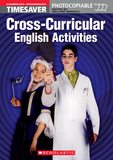 TIMESAVER
PHOTOCOPIABLE
Cross-Curricular
English Activities
SCHOLASTIC